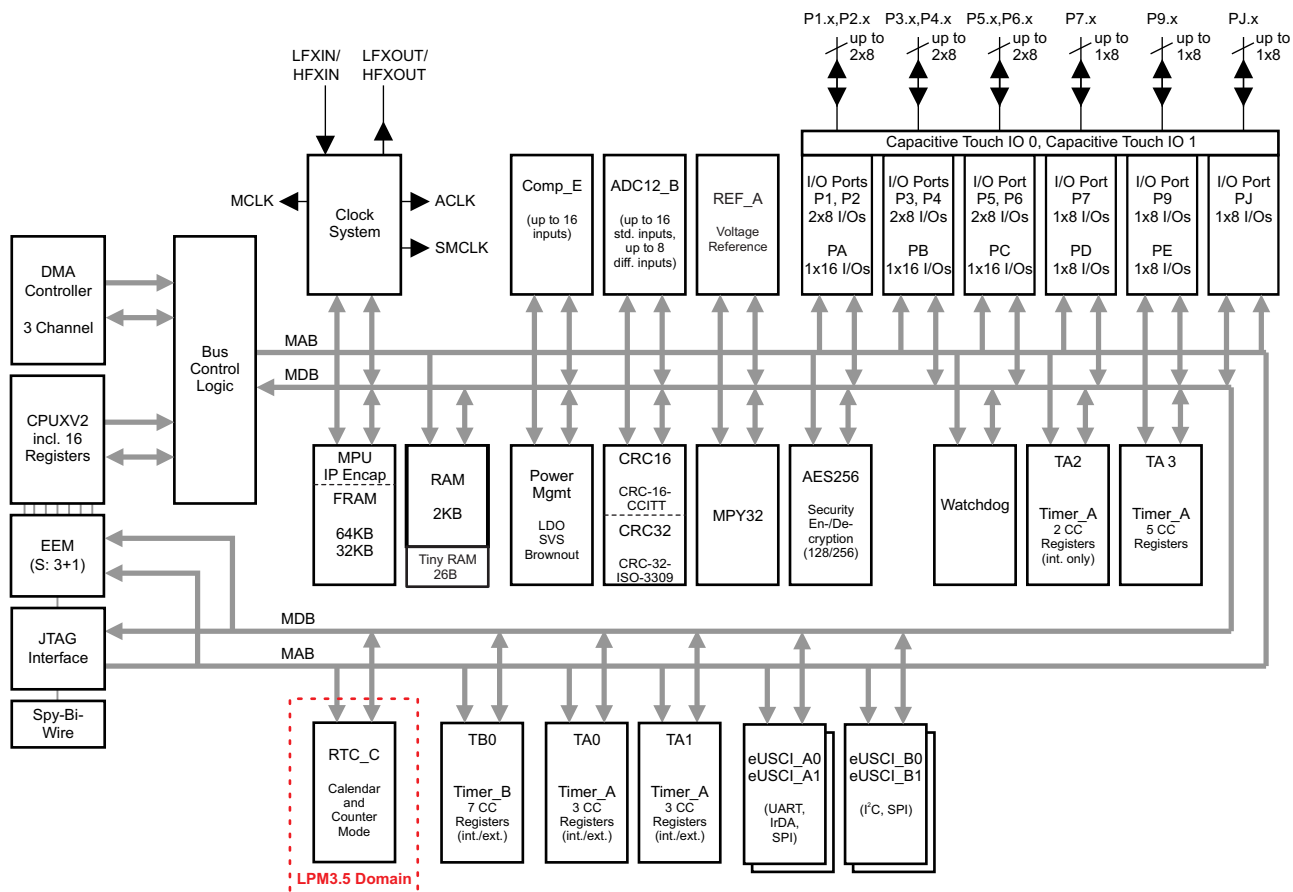 P1.x,P2.x
up to
2x8
P3.x,P4.x
up to
2x8
P5.x,P6.x
up to
2x8
P7.x
up to
1x8
P9.x
up to
1x8
PJ.x
up to
1x8
LFXIN/
HFXIN
LFXOUT/
HFXOUT
Capacitive Touch IO 0, Capacitive Touch IO 1
MCLK
Clock
System
ACLK
SMCLK
Comp_E
(up to 16
inputs)
ADC12_B
(up to 16
std. inputs,
up to 8
diff. inputs)
REF_A
Voltage
Reference
I/O Ports
P1, P2
2x8 I/Os
PA
1x16 I/Os
I/O Ports
P3, P4
2x8 I/Os
PB
1x16 I/Os
I/O Port
P5, P6
2x8 I/Os
PC
1x16 I/Os
I/O Port
P7
1x8 I/Os
PD
1x8 I/Os
I/O Port
P9
1x8 I/Os
PE
1x8 I/Os
I/O Port
PJ
1x8 I/Os
DMA
Controller
3 Channel
Bus
Control
Logic
MAB
MDB
CPUXV2
incl. 16
Registers
MPU
IP Encap
FRAM
64KB
32KB
RAM
2KB
Tiny RAM
26B
Power
Mgmt
LDO
SVS
Brownout
CRC16
CRC-16-
CCITT
CRC32
CRC-32-
ISO-3309
MPY32
AES256
Security
En-/De-
cryption
(128/256)
Watchdog
TA2
Timer_A
2 CC
Registers
(int. only)
TA 3
Timer_A
5 CC
Registers
EEM
(S: 3+1)
MDB
JTAG
Interface
MAB
Spy-Bi-
Wire
RTC_C
Calendar
and
Counter
Mode
LPM3.5 Domain
TB0
Timer_B
7 CC
Registers
(int./ext.)
TA0
Timer_A
3 CC
Registers
(int./ext.)
TA1
Timer_A
3 CC
Registers
(int./ext.)
eUSCI_A0
eUSCI_A1
(UART,
IrDA,
SPI)
eUSCI_B0
eUSCI_B1
(I²C, SPI)